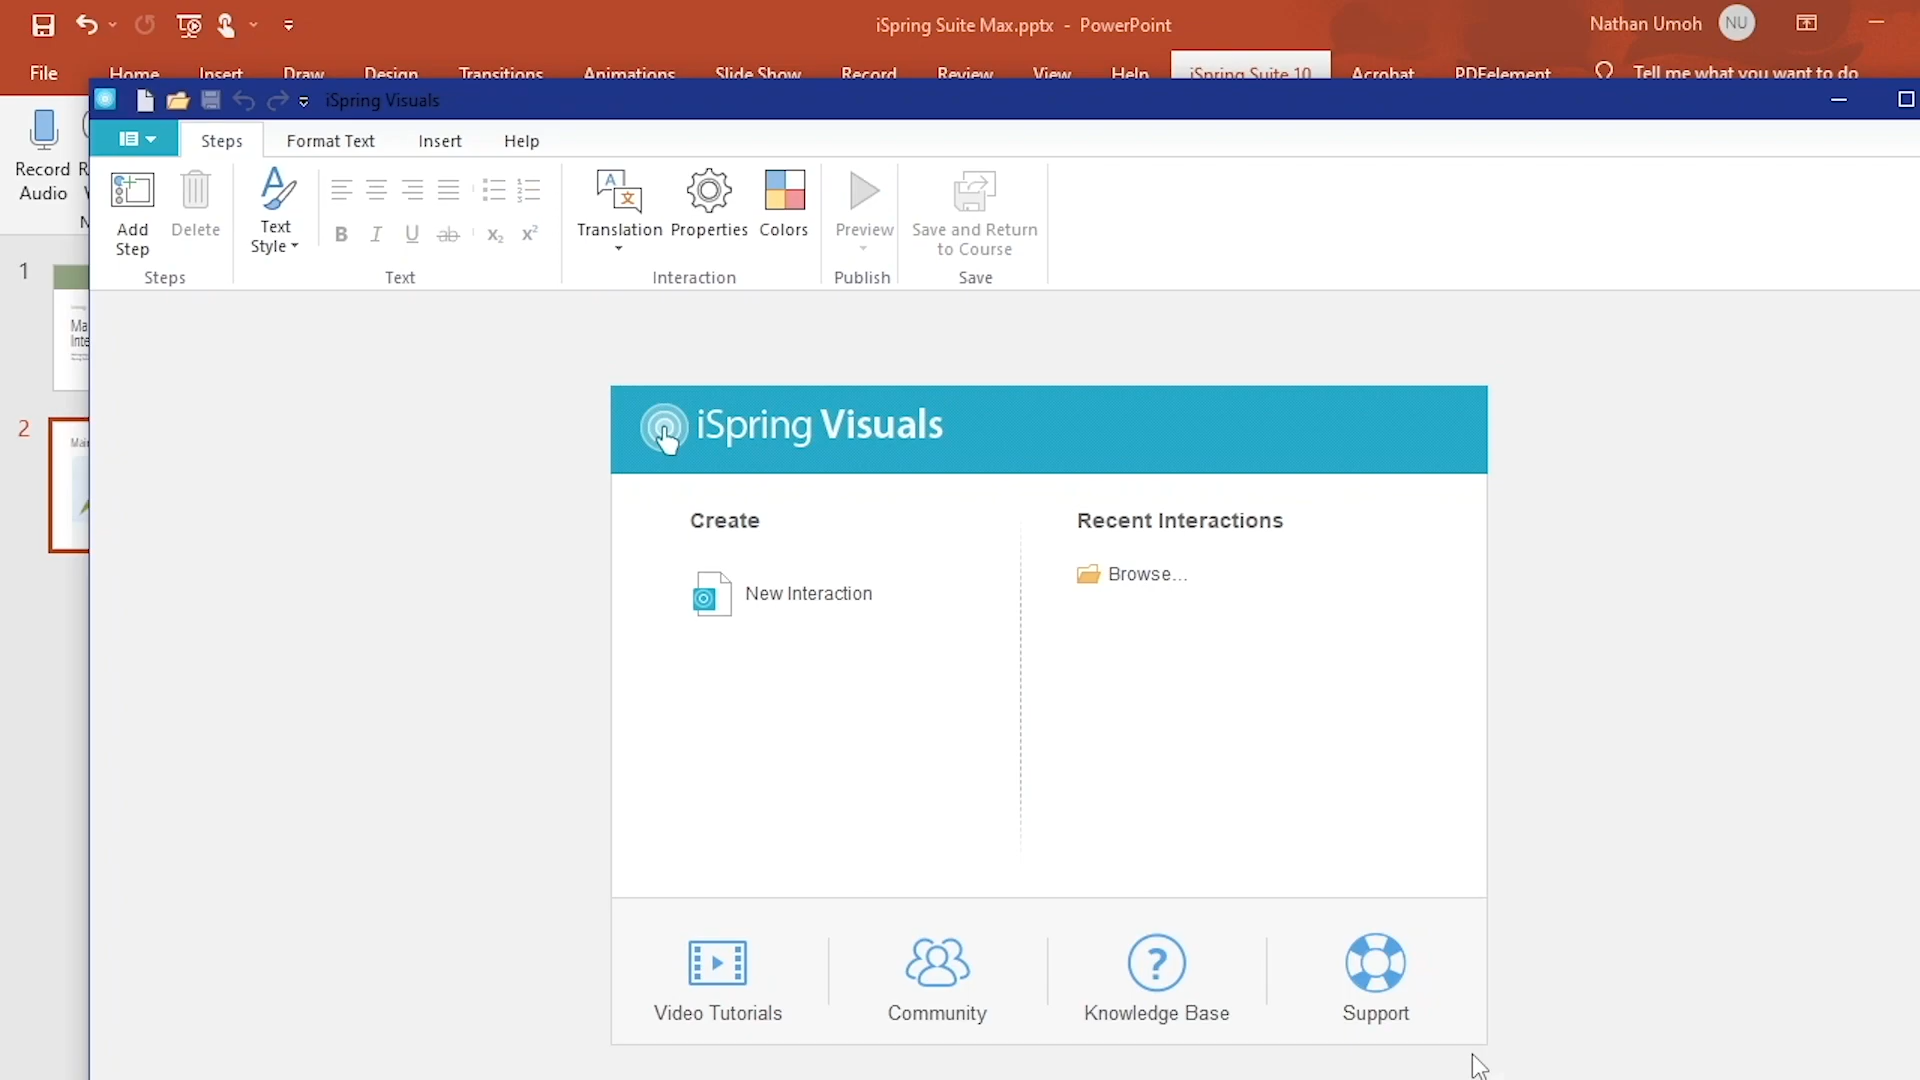 iSpring Suite Max.pptx - PowerPoint
Nathan Umoh
NU
File
Home
Insert
Draw
Design
Transitions
Animations
Slide Show
Record
Review
View
Help
iSpring Suite 10
Acrobat
PDFelement
Tell me what you want to do
iSpring Visuals
Steps
Format Text
Insert
Help
Record
Audio
Add
Step
Delete
Text
Style
B I U ab X₂ X²
Translation
Properties
Colors
Preview
Save and Return
to Course
Steps
Text
Interaction
Publish
Save
1
2
iSpring Visuals
Create
New Interaction
Recent Interactions
Browse...
Video Tutorials
Community
Knowledge Base
Support